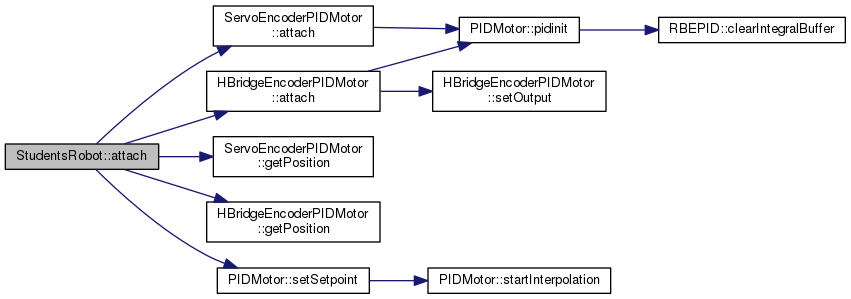 ServoEncoderPIDMotor
::attach
PIDMotor::pidinit
RBEPID::clearIntegralBuffer
HBridgeEncoderPIDMotor
::attach
HBridgeEncoderPIDMotor
::setOutput
StudentsRobot::attach
ServoEncoderPIDMotor
::getPosition
HBridgeEncoderPIDMotor
::getPosition
PIDMotor::setSetpoint
PIDMotor::startInterpolation